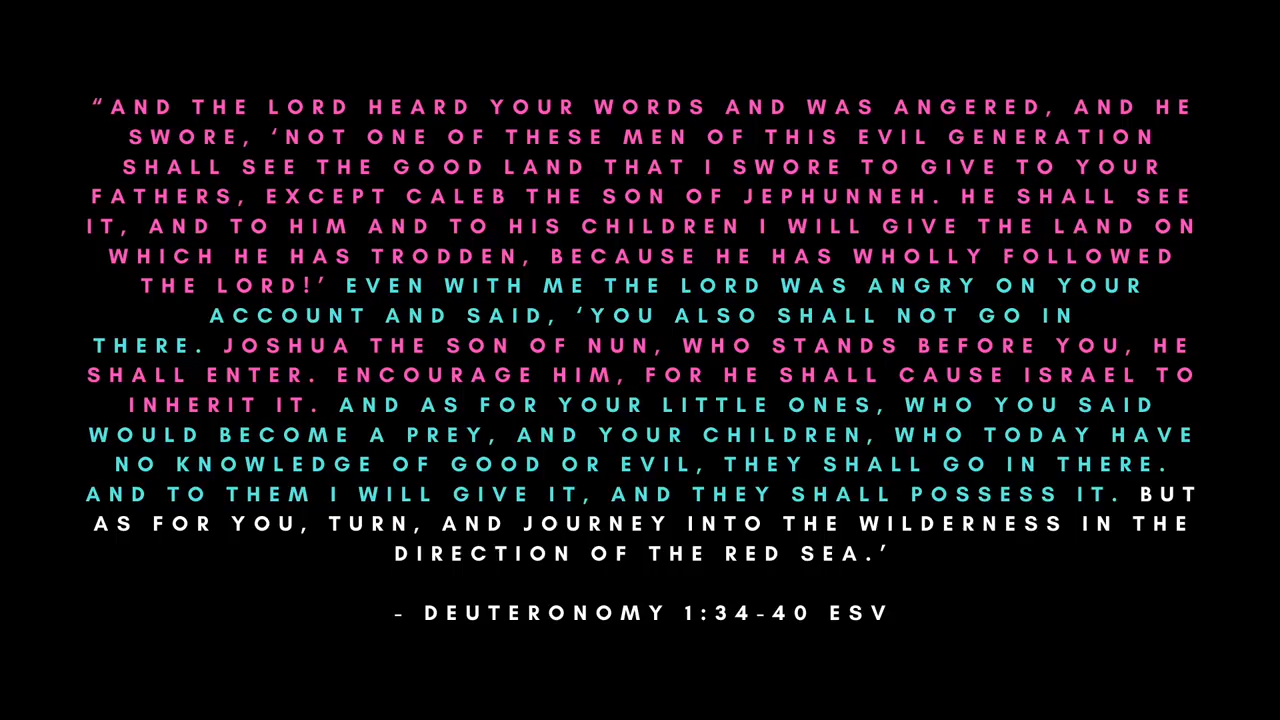 “AND THE LORD HEARD YOUR WORDS AND WAS ANGERED, AND HE
SWORE, ‘NOT ONE OF THESE MEN OF THIS EVIL GENERATION
SHALL SEE THE GOOD LAND THAT I SWORE TO GIVE TO YOUR
FATHERS, EXCEPT CALEB THE SON OF JEPHUNNEH. HE SHALL SEE
IT, AND TO HIM AND TO HIS CHILDREN I WILL GIVE THE LAND ON
WHICH HE HAS TRODDEN, BECAUSE HE HAS WHOLLY FOLLOWED
THE LORD!’ EVEN WITH ME THE LORD WAS ANGRY ON YOUR
ACCOUNT AND SAID, ‘YOU ALSO SHALL NOT GO IN
THERE. JOSHUA THE SON OF NUN, WHO STANDS BEFORE YOU, HE
SHALL ENTER. ENCOURAGE HIM, FOR HE SHALL CAUSE ISRAEL TO
INHERIT IT. AND AS FOR YOUR LITTLE ONES, WHO YOU SAID
WOULD BECOME A PREY, AND YOUR CHILDREN, WHO TODAY HAVE
NO KNOWLEDGE OF GOOD OR EVIL, THEY SHALL GO IN THERE.
AND TO THEM I WILL GIVE IT, AND THEY SHALL POSSESS IT. BUT
AS FOR YOU, TURN, AND JOURNEY INTO THE WILDERNESS IN THE
DIRECTION OF THE RED SEA.’
- DEUTERONOMY 1:34-40 ESV